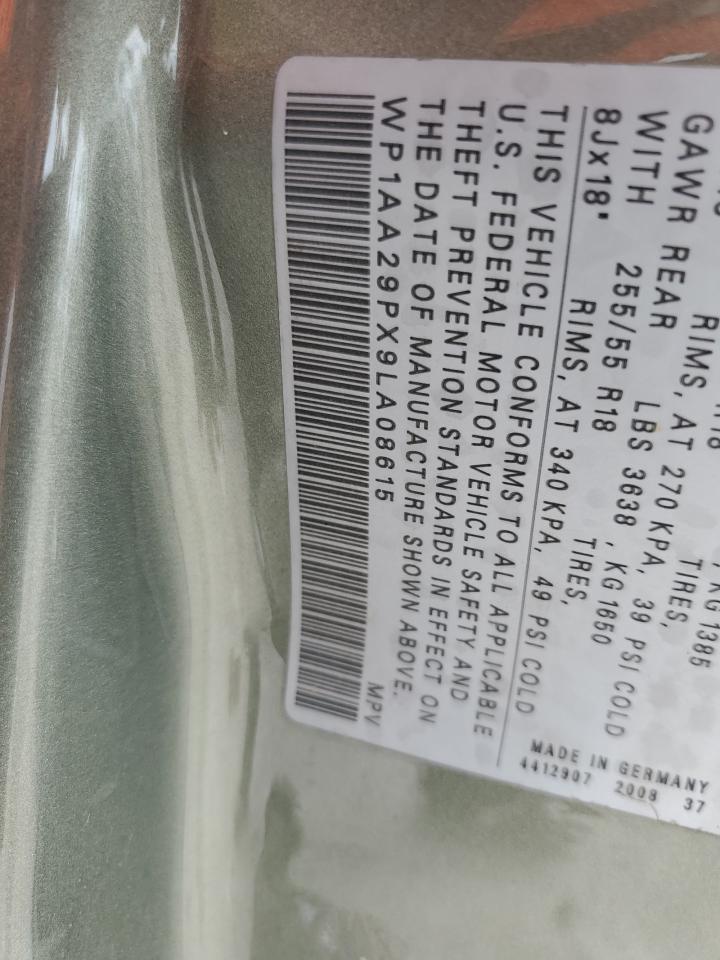 , KG 1385
RIMS, AT 270 KPA, 39 PSI COLD
GAWR REAR LBS 3638 , KG 1650
WITH 255/55 R18 TIRES,
8Jx18" RIMS, AT 340 KPA, 49 PSI COLD
THIS VEHICLE CONFORMS TO ALL APPLICABLE
U.S. FEDERAL MOTOR VEHICLE SAFETY AND
THEFT PREVENTION STANDARDS IN EFFECT ON
THE DATE OF MANUFACTURE SHOWN ABOVE.
WP1AA29PX9LA08615 MPV
MADE IN GERMANY
4412907 2008 37